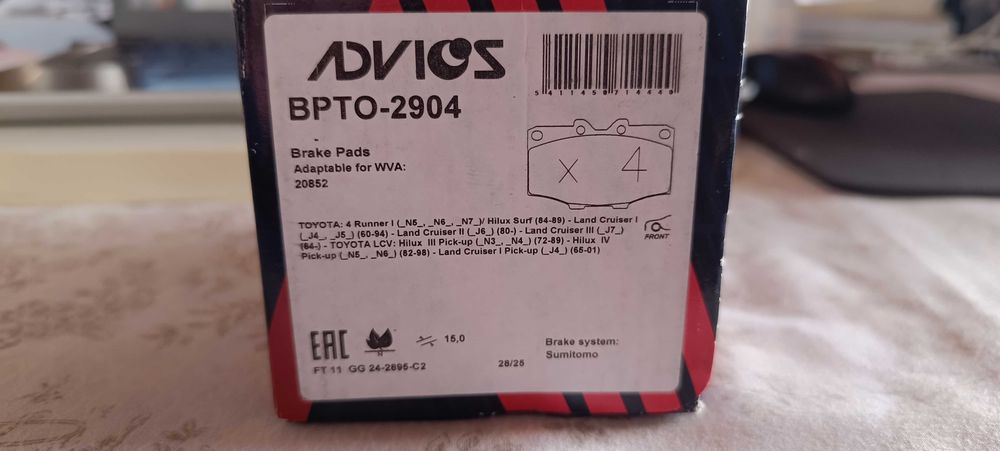 ADVICS
BPTO-2904
5411450714449
Brake Pads
Adaptable for WVA:
20852
x 4
TOYOTA: 4 Runner I (_N5_, _N6_, _N7_)/ Hilux Surf (84-89) - Land Cruiser I
(_J4_, _J5_) (60-94) - Land Cruiser II (_J6_) (80-) - Land Cruiser III (_J7_)
(84-) - TOYOTA LCV: Hilux III Pick-up (_N3_, _N4_) (72-89) - Hilux IV
Pick-up (_N5_, _N6_) (82-98) - Land Cruiser I Pick-up (_J4_) (65-01)
FRONT
EAC
N
15,0
Brake system:
Sumitomo
FT 11 GG 24-2895-C2
28/25